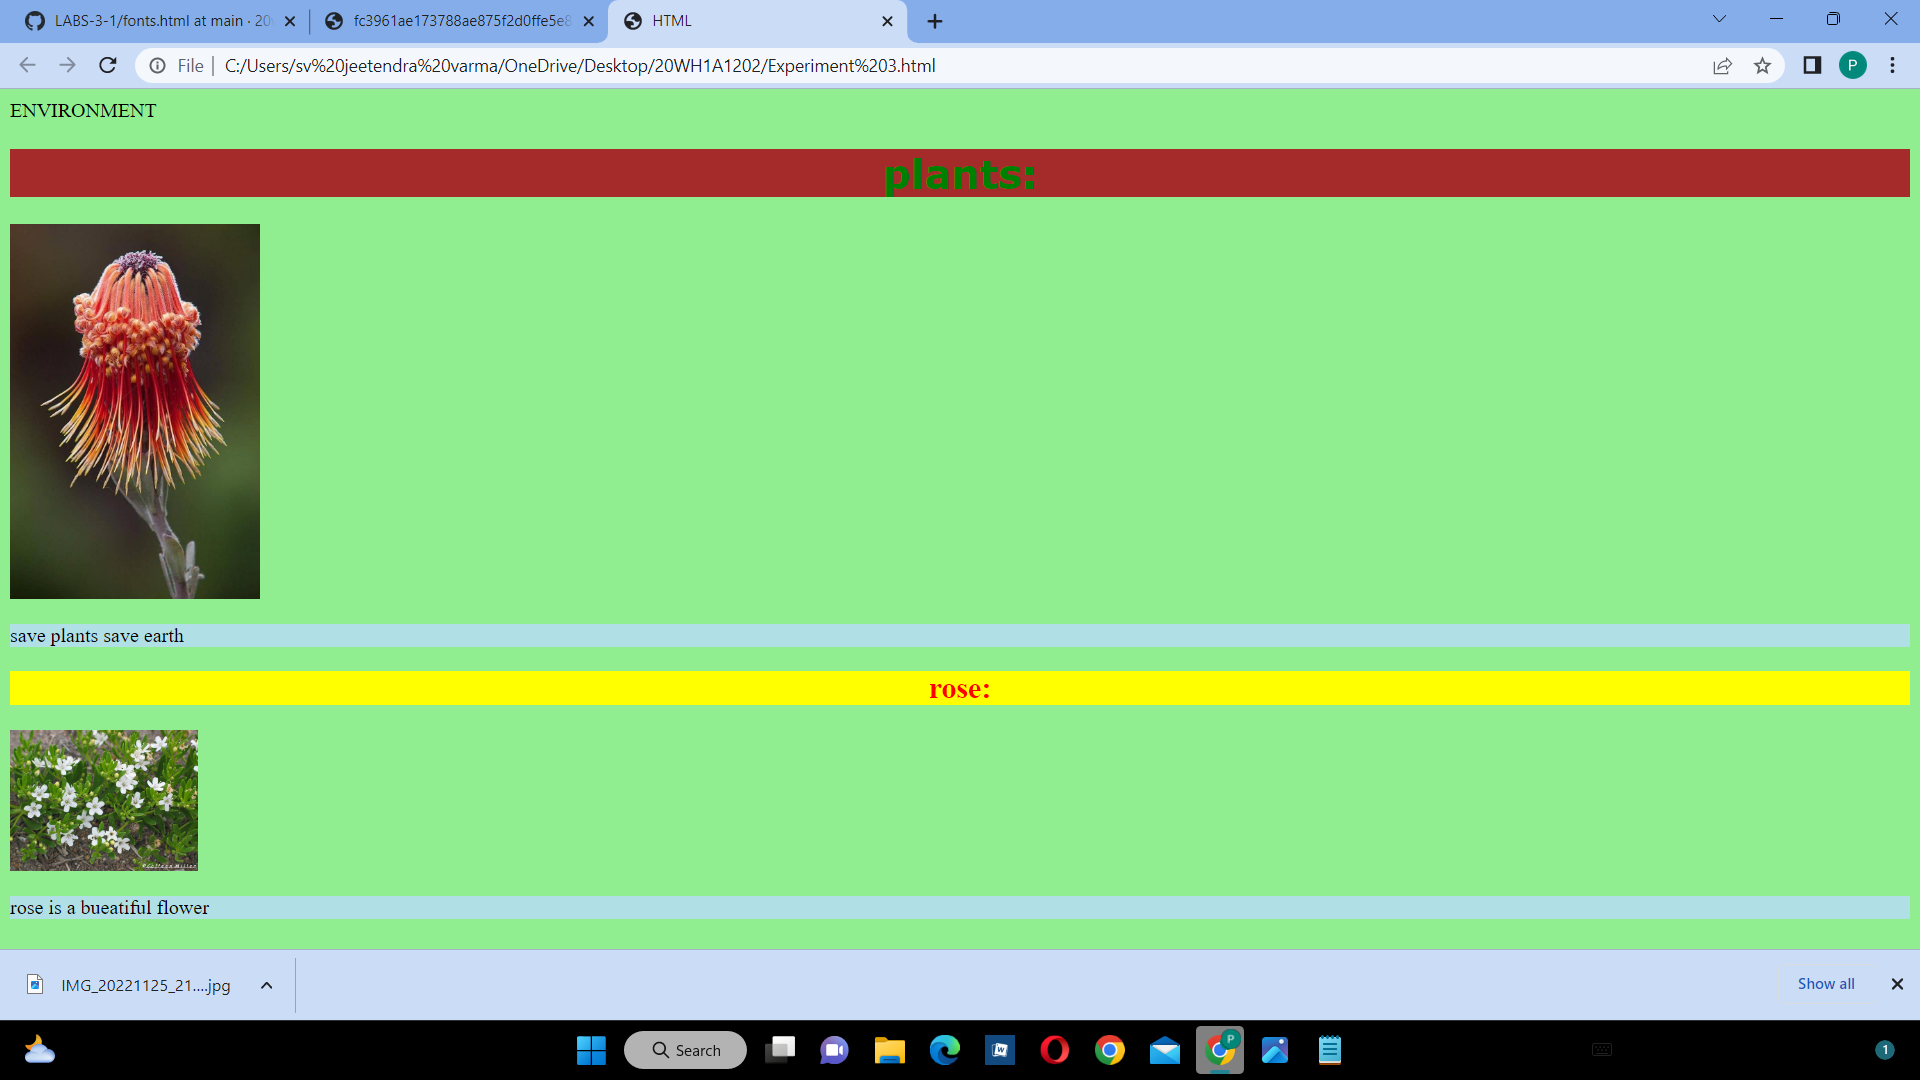 LABS-3-1/fonts.html at main · 20
fc3961ae173788ae875f2d0ffe5e8
HTML
File
C:/Users/sv%20jeetendra%20varma/OneDrive/Desktop/20WH1A1202/Experiment%203.html
P
ENVIRONMENT
plants:
save plants save earth
rose:
rose is a bueatiful flower
IMG_20221125_21....jpg
Show all
Search
P
1